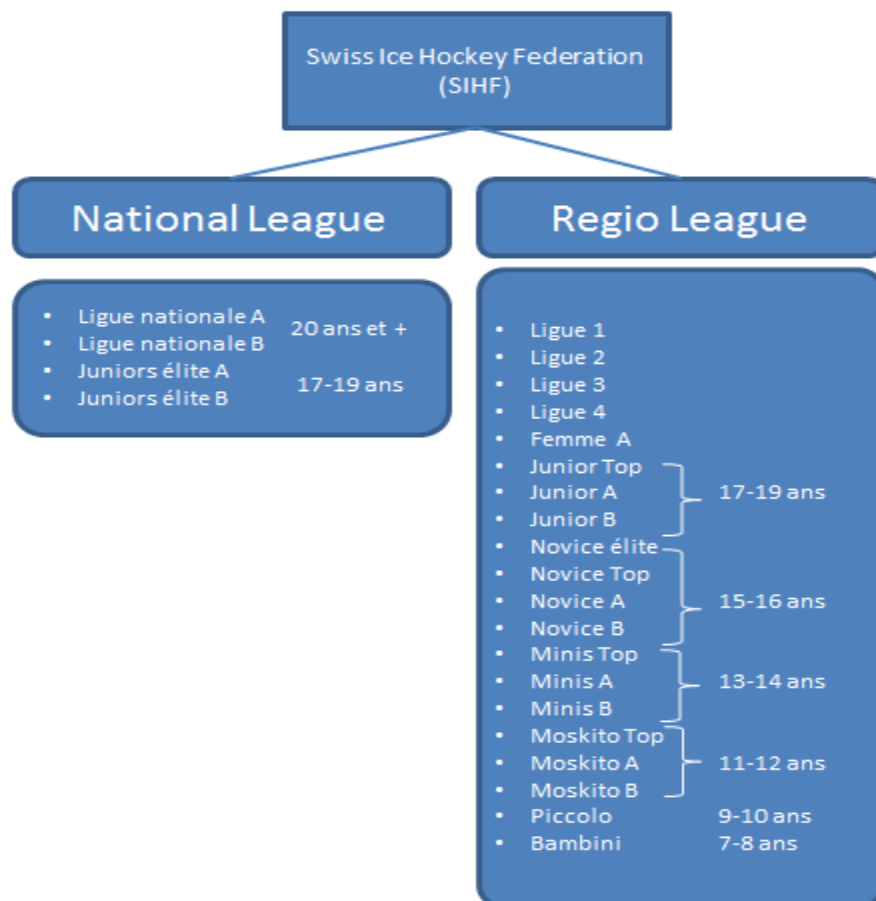 Swiss Ice Hockey Federation
(SIHF)
National League
• Ligue nationale A
• Ligue nationale B
20 ans et +
• Juniors élite A
• Juniors élite B
17-19 ans
Regio League
• Ligue 1
• Ligue 2
• Ligue 3
• Ligue 4
• Femme A
• Junior Top
• Junior A
• Junior B
17-19 ans
• Novice élite
• Novice Top
• Novice A
• Novice B
15-16 ans
• Minis Top
• Minis A
• Minis B
13-14 ans
• Moskito Top
• Moskito A
• Moskito B
11-12 ans
• Piccolo 9-10 ans
• Bambini 7-8 ans